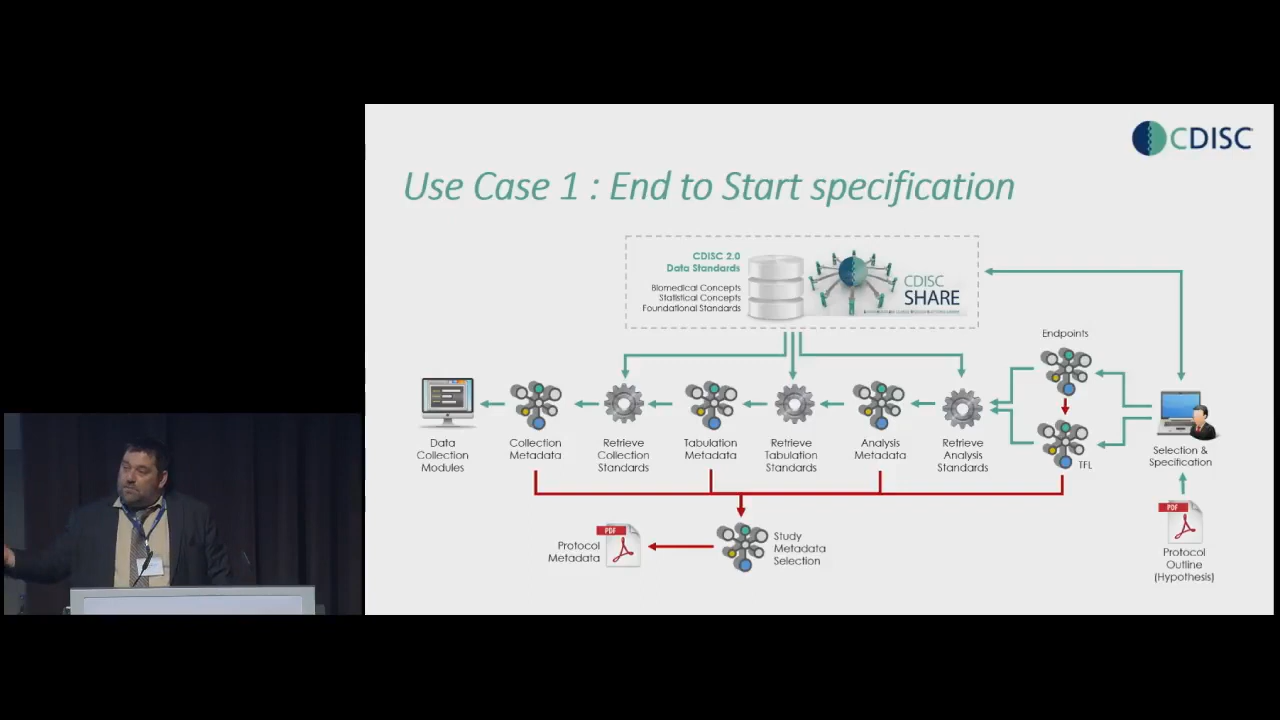 CDISC
Use Case 1 : End to Start specification
CDISC 2.0
Data Standards
Biomedical Concepts
Statistical Concepts
Foundational Standards
CDISC
SHARE
Endpoints
TFL
Data
Collection
Modules
Collection
Metadata
Retrieve
Collection
Standards
Tabulation
Metadata
Retrieve
Tabulation
Standards
Analysis
Metadata
Retrieve
Analysis
Standards
Selection &
Specification
PDF
Protocol
Outline
(Hypothesis)
Study
Metadata
Selection
PDF
Protocol
Metadata